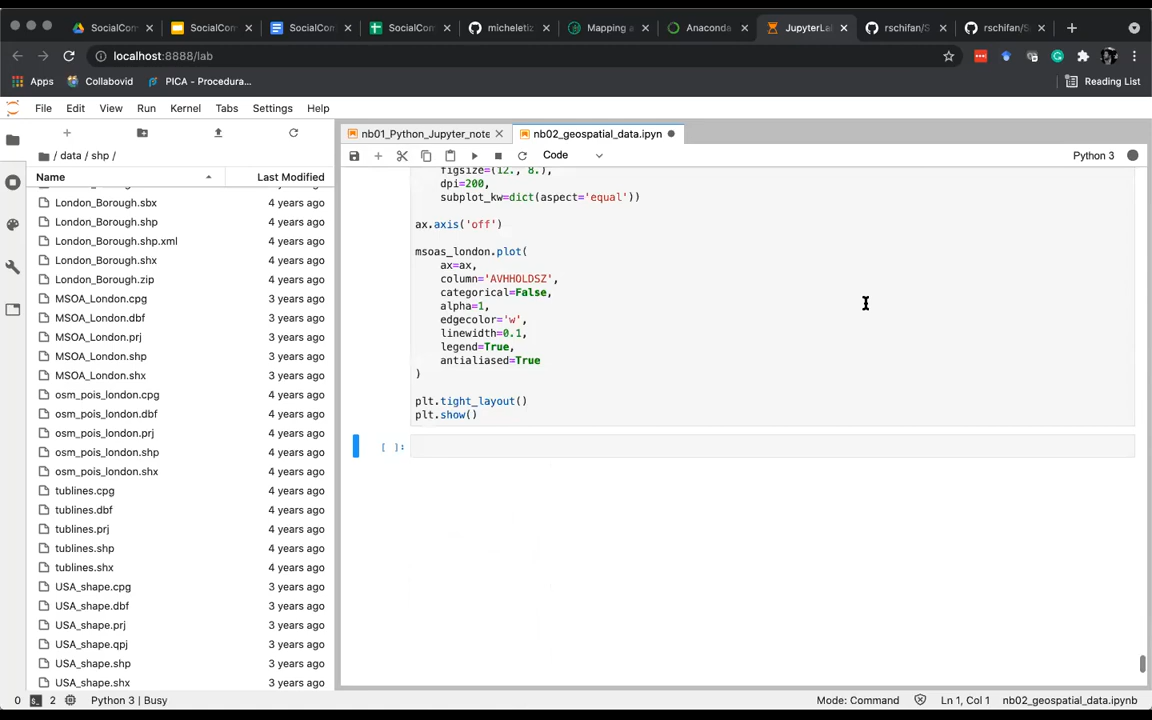 SocialCom
SocialCom
SocialCom
SocialCom
micheletiz
Mapping a
Anaconda
JupyterLa
rschifan/S
rschifan/S
localhost:8888/lab
Apps
Collabovid
PICA - Procedura...
Reading List
File Edit View Run Kernel Tabs Settings Help
nb01_Python_Jupyter_note
nb02_geospatial_data.ipyn
/ data / shp /
Code
Python 3
Name
Last Modified
London_Borough.sbx 4 years ago
London_Borough.shp 4 years ago
London_Borough.shp.xml 4 years ago
London_Borough.shx 4 years ago
London_Borough.zip 4 years ago
MSOA_London.cpg 3 years ago
MSOA_London.dbf 3 years ago
MSOA_London.prj 3 years ago
MSOA_London.shp 3 years ago
MSOA_London.shx 3 years ago
osm_pois_london.cpg 4 years ago
osm_pois_london.dbf 4 years ago
osm_pois_london.prj 4 years ago
osm_pois_london.shp 4 years ago
osm_pois_london.shx 4 years ago
tublines.cpg 4 years ago
tublines.dbf 4 years ago
tublines.prj 4 years ago
tublines.shp 4 years ago
tublines.shx 4 years ago
USA_shape.cpg 3 years ago
USA_shape.dbf 3 years ago
USA_shape.prj 3 years ago
USA_shape.qpj 3 years ago
USA_shape.shp 3 years ago
USA_shape.shx 3 years ago
figsize=(12., 8.),
dpi=200,
subplot_kw=dict(aspect='equal'))
ax.axis('off')
msoas_london.plot(
ax=ax,
column='AVHHOLDSZ',
categorical=False,
alpha=1,
edgecolor='w',
linewidth=0.1,
legend=True,
antialiased=True
)
plt.tight_layout()
plt.show()
[ ]:
0
2
Python 3 | Busy
Mode: Command
Ln 1, Col 1
nb02_geospatial_data.ipynb